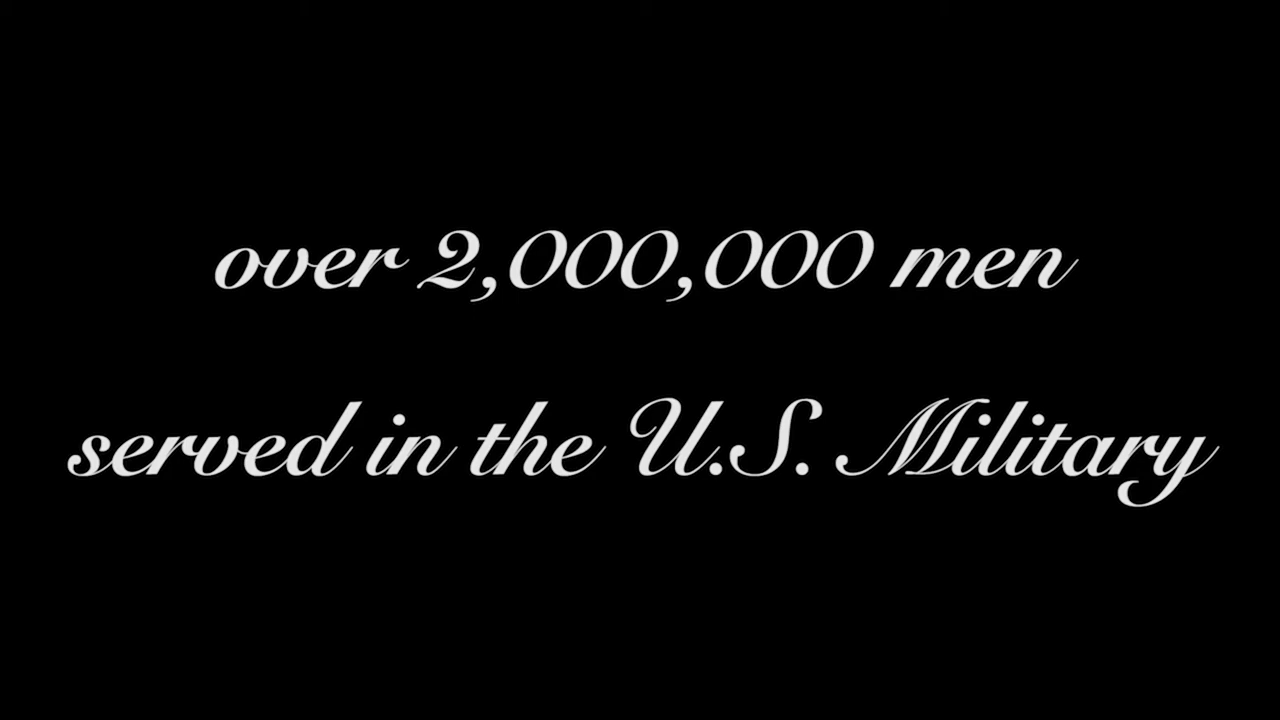 over 2,000,000 men
served in the U.S. Military